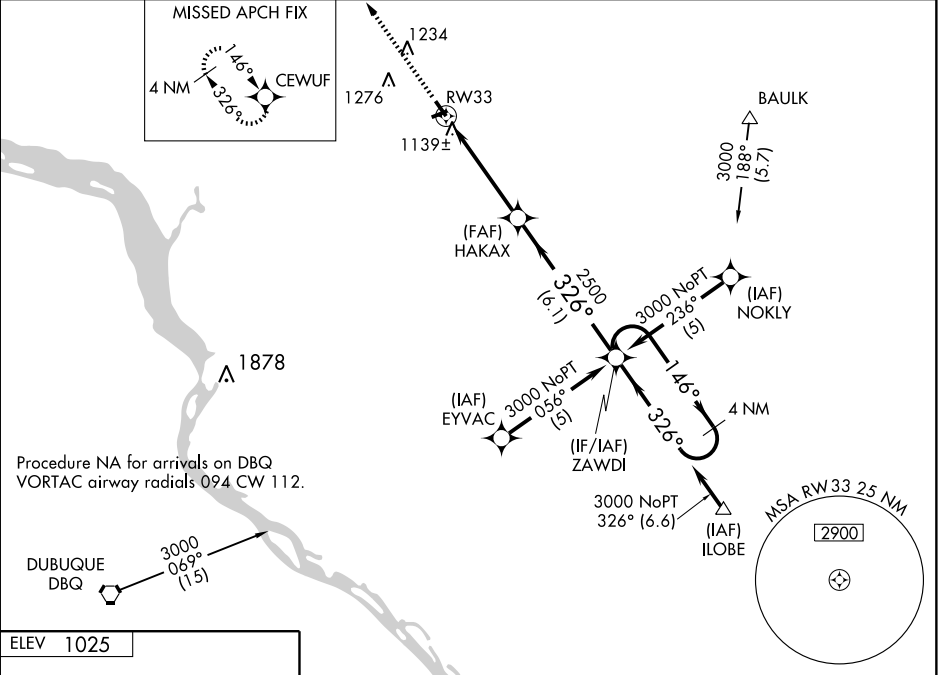 MISSED APCH FIX
146°
CEWUF
4 NM
326°
1234
1276
RW33
1139±
BAULK
3000
188°
(5.7)
(FAF)
HAKAX
2500
326°
(6.1)
3000 NoPT
236°
(5)
(IAF)
NOKLY
1878
(IAF)
EYVAC
3000 NoPT
056°
(5)
146°
4 NM
326°
(IF/IAF)
ZAWDI
Procedure NA for arrivals on DBQ
VORTAC airway radials 094 CW 112.
3000 NoPT
326° (6.6)
(IAF)
ILOBE
MSA RW 33 25 NM
2900
DUBUQUE
DBQ
3000
069°
(15)
ELEV 1025